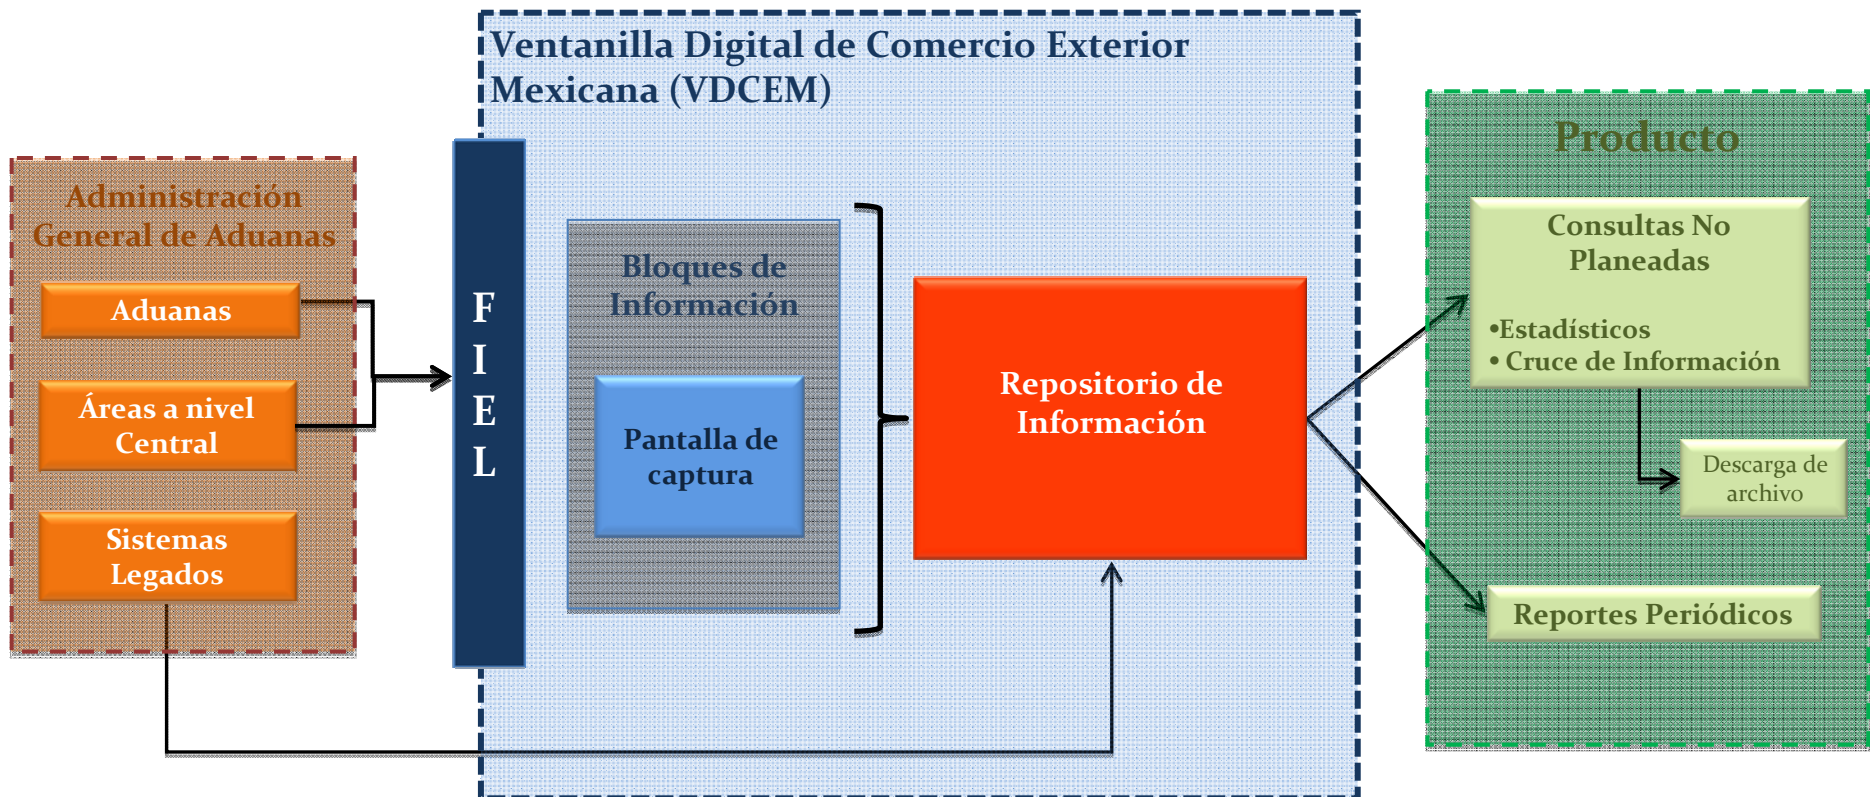 Ventanilla Digital de Comercio Exterior
Mexicana (VDCEM)
Administración
General de Aduanas
Aduanas
Áreas a nivel
Central
Sistemas
Legados
F
I
E
L
Bloques de
Información
Pantalla de
captura
Repositorio de
Información
Producto
Consultas No
Planeadas
•Estadísticos
• Cruce de Información
Descarga de
archivo
Reportes Periódicos